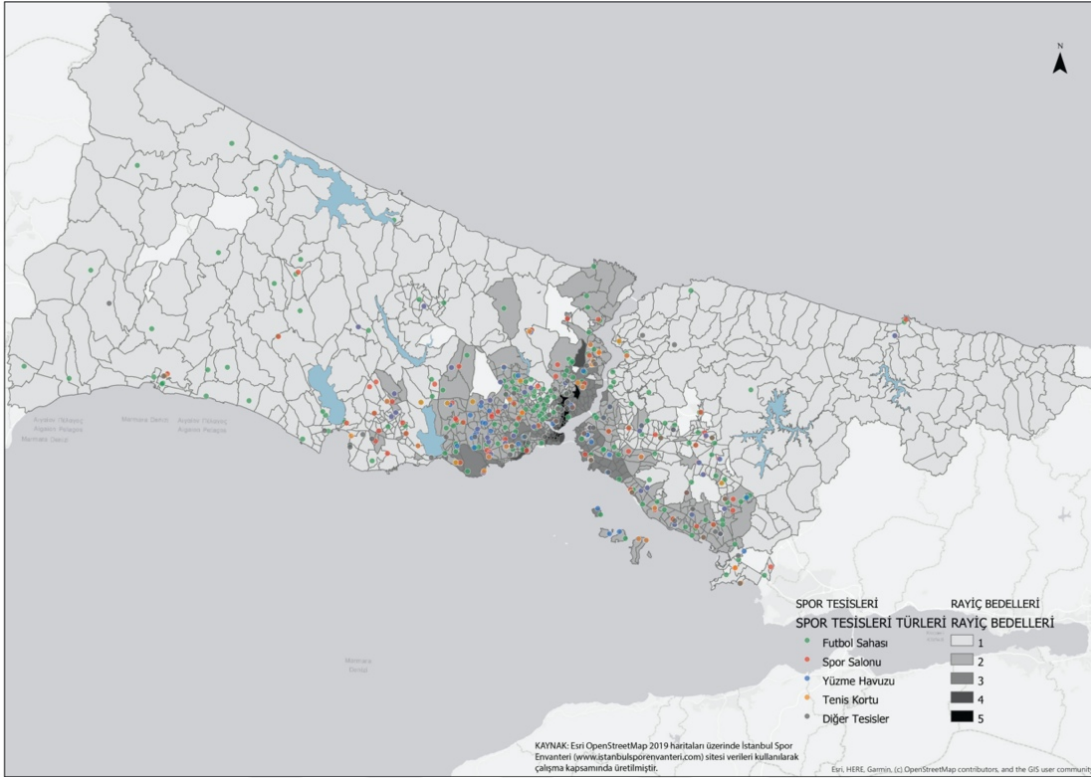 N
Marmara Denizi
SPOR TESİSLERİ
SPOR TESİSLERİ TÜRLERİ
Futbol Sahası
Spor Salonu
Yüzme Havuzu
Tenis Kortu
Diğer Tesisler
RAYİÇ BEDELLERİ
RAYİÇ BEDELLERİ
1
2
3
4
5
KAYNAK: Esri OpenStreetMap 2019 haritaları üzerinde İstanbul Spor
Envanteri (www.istanbulsporenvanteri.com) sitesi verileri kullanılarak
çalışma kapsamında üretilmiştir.
Esri, HERE, Garmin, (c) OpenStreetMap contributors, and the GIS user community